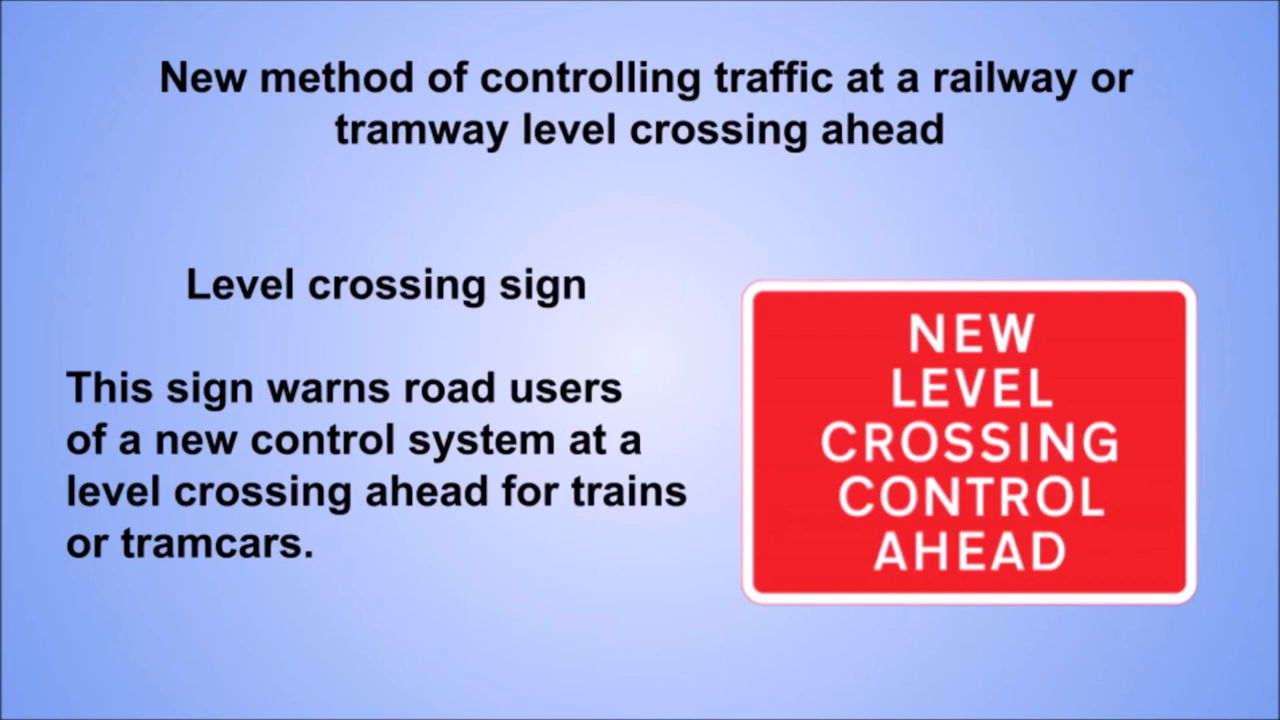 New method of controlling traffic at a railway or
tramway level crossing ahead
Level crossing sign
This sign warns road users
of a new control system at a
level crossing ahead for trains
or tramcars.
NEW
LEVEL
CROSSING
CONTROL
AHEAD